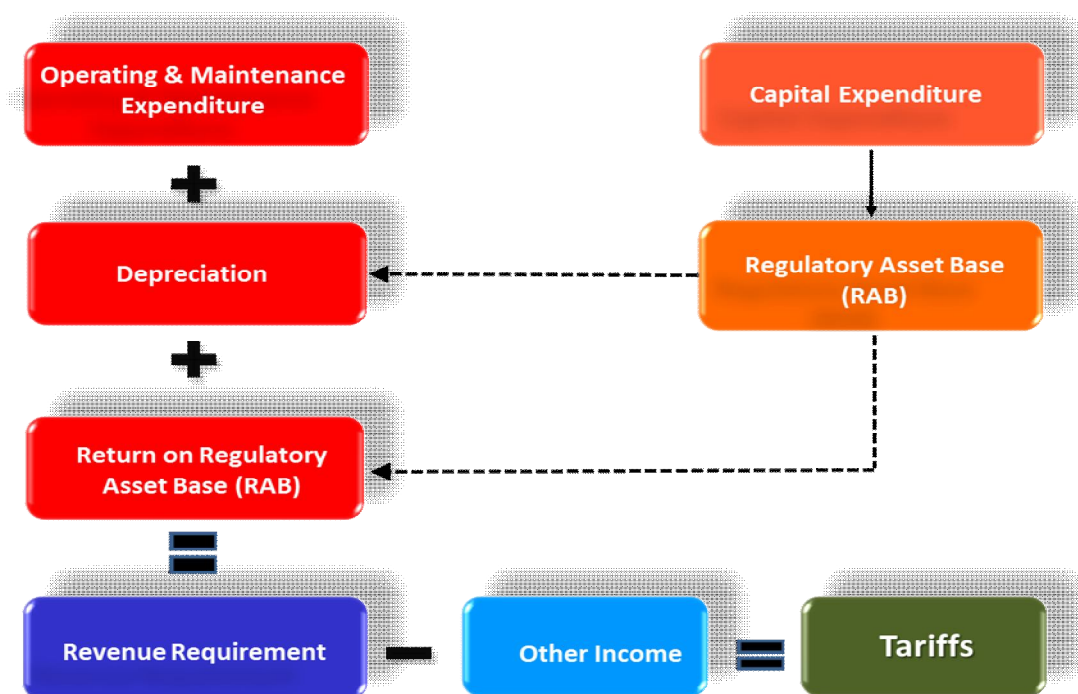 Operating & Maintenance
Expenditure
Capital Expenditure
+
Depreciation
Regulatory Asset Base
(RAB)
+
Return on Regulatory
Asset Base (RAB)
=
Revenue Requirement
-
Other Income
=
Tariffs